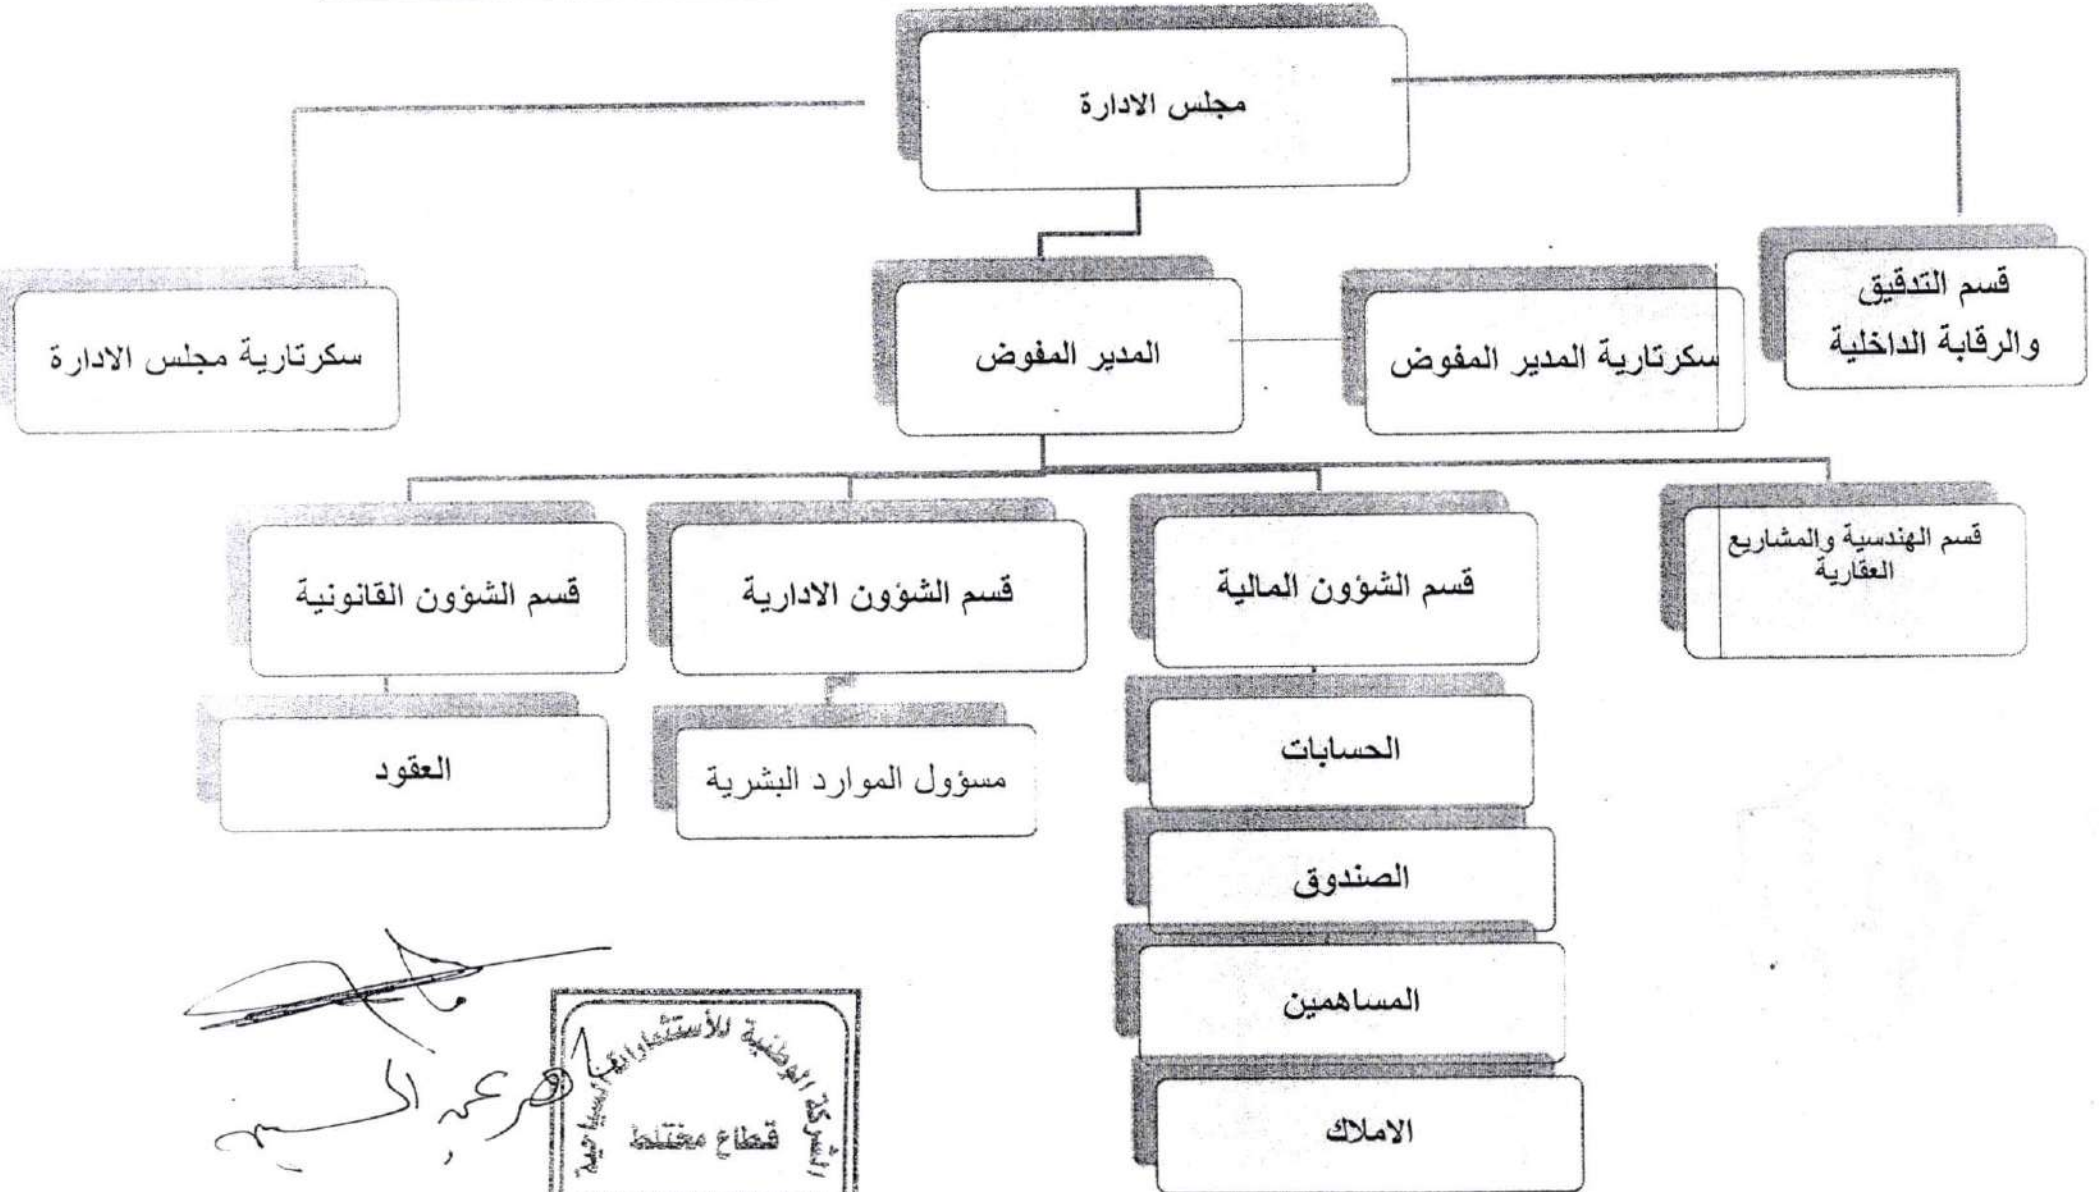 مجلس الادارة
قسم التدقيق
والرقابة الداخلية
سكرتارية المدير المفوض
المدير المفوض
سكرتارية مجلس الادارة
قسم الهندسية والمشاريع
العقارية
قسم الشؤون المالية
قسم الشؤون الادارية
قسم الشؤون القانونية
الحسابات
مسؤول الموارد البشرية
العقود
الصندوق
المساهمين
الاملاك
الشركة الوطنية للأستثمارات السياحية
قطاع مختلط